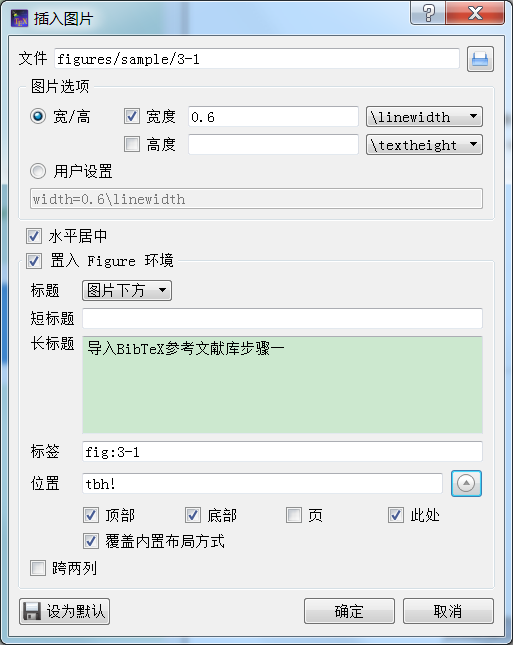 插入图片
文件 figures/sample/3-1
图片选项
宽/高 宽度 0.6 \linewidth
高度 \textheight
用户设置
width=0.6\linewidth
水平居中
置入 Figure 环境
标题 图片下方
短标题
长标题 导入BibTeX参考文献库步骤一
标签 fig:3-1
位置 tbh!
顶部 底部 页 此处
覆盖内置布局方式
跨两列
设为默认 确定 取消